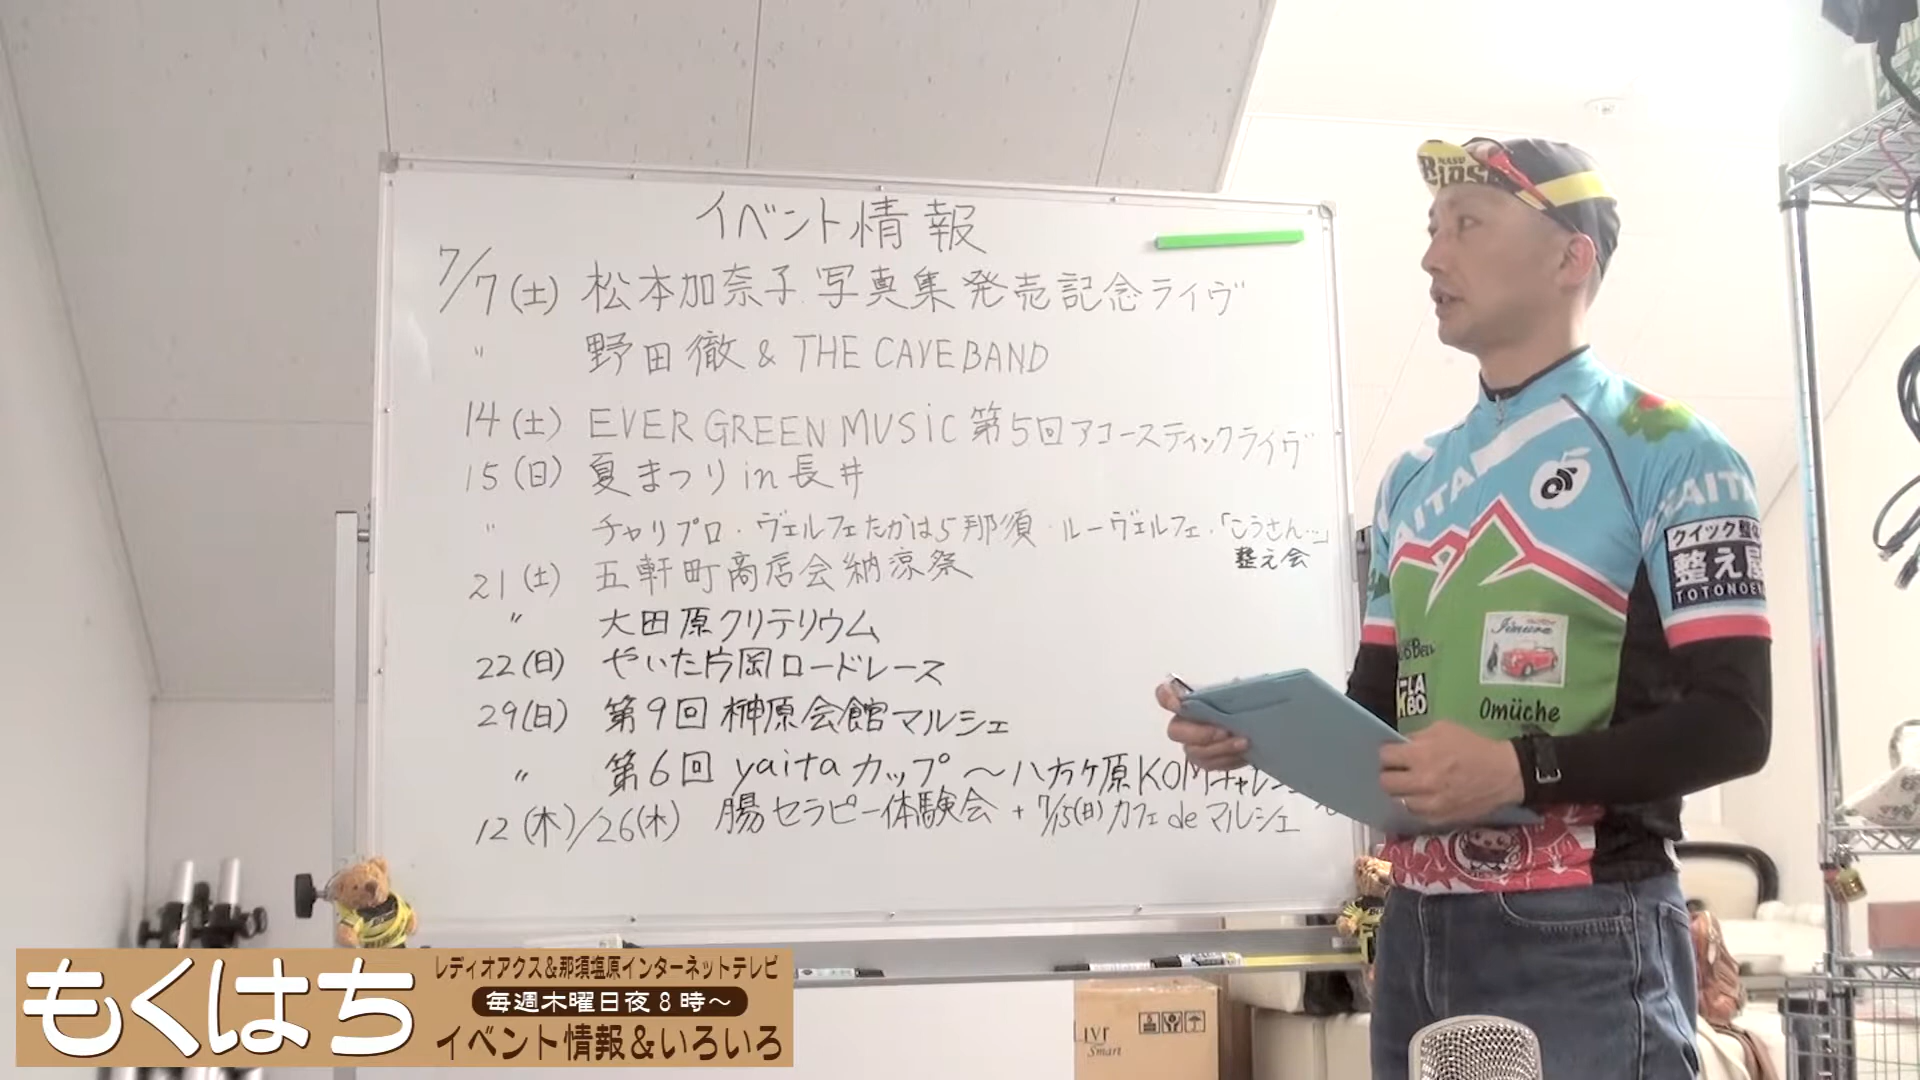 イベント情報
7/7(土) 松本加奈子 写真集発売記念ライヴ
〃 野田徹 & THE CAVE BAND
14(土) EVER GREEN MUSIC 第5回アコースティックライヴ
15(日) 夏まつり in 長井
〃 チャリプロ・ヴェルフェたかはら那須・ルーヴェルフェ・「こうさん…」
整え会
21(土) 五軒町商店会納涼祭
〃 大田原クリテリウム
22(日) やいた片岡ロードレース
29(日) 第9回 榊原会館マルシェ
〃 第6回 yaitaカップ 〜八方ヶ原KOMチャレ
12(木)/26(木) 腸セラピー体験会 + 7/15(日)カフェ de マルシェ
NASU
YAITA
クイック整体
整え屋
TOTONOE
Omüche
LABO
LIVE
Smart
もくはち
レディオアクス&那須塩原インターネットテレビ
毎週木曜日夜8時〜
イベント情報&いろいろ